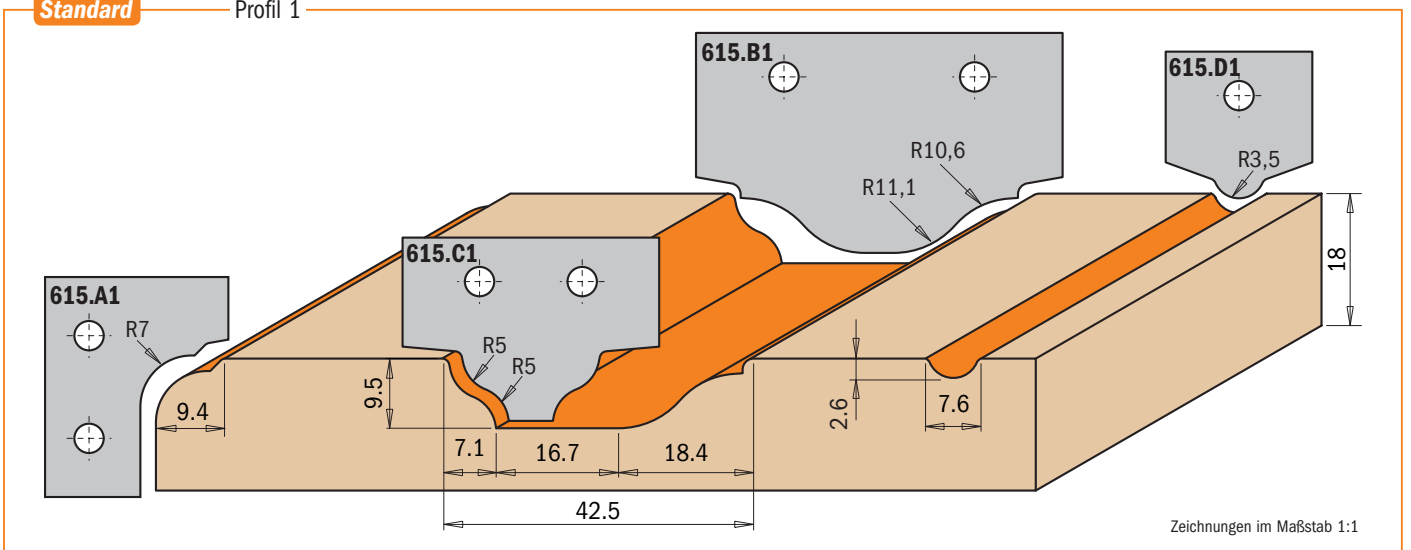 Standard
Profil 1
615.B1
615.D1
R10,6
R3,5
R11,1
615.C1
18
615.A1
R7
R5
R5
9.5
9.4
2.6
7.6
7.1
16.7
18.4
42.5
Zeichnungen im Maßstab 1:1